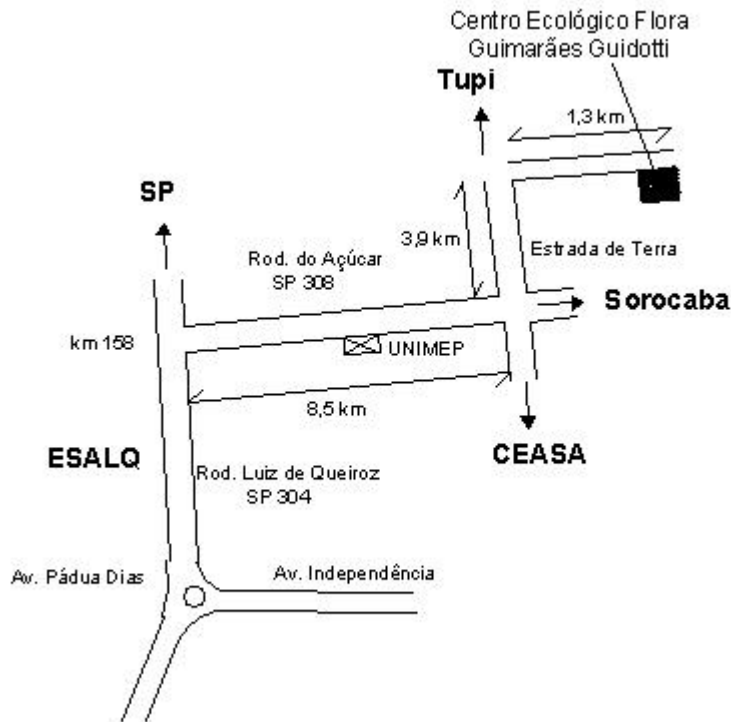 Centro Ecológico Flora
Guimarães Guidotti
Tupi
1,3 km
SP
3,9 km
Estrada de Terra
Rod. do Açúcar
SP 308
Sorocaba
km 158
UNIMEP
8,5 km
CEASA
ESALQ
Rod. Luiz de Queiroz
SP 304
Av. Pádua Dias
Av. Independência